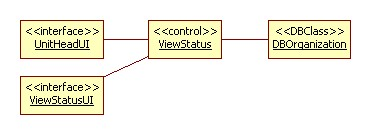 <<interface>>
UnitHeadUI
<<control>>
ViewStatus
<<DBClass>>
DBOrganization
<<interface>>
ViewStatusUI